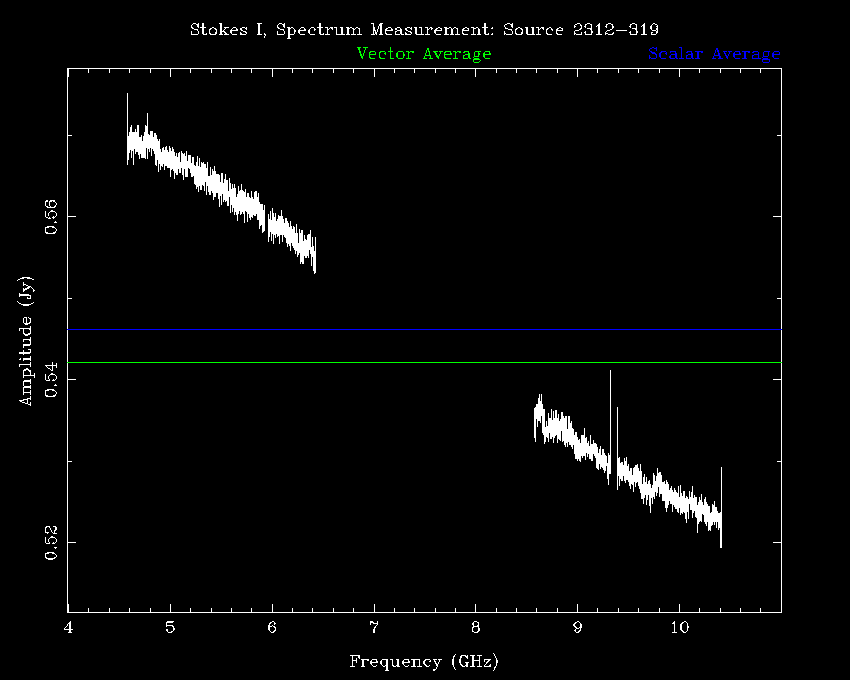 Stokes I, Spectrum Measurement: Source 2312-319
Vector Average
Scalar Average
Amplitude (Jy)
0.56
0.54
0.52
4 5 6 7 8 9 10
Frequency (GHz)